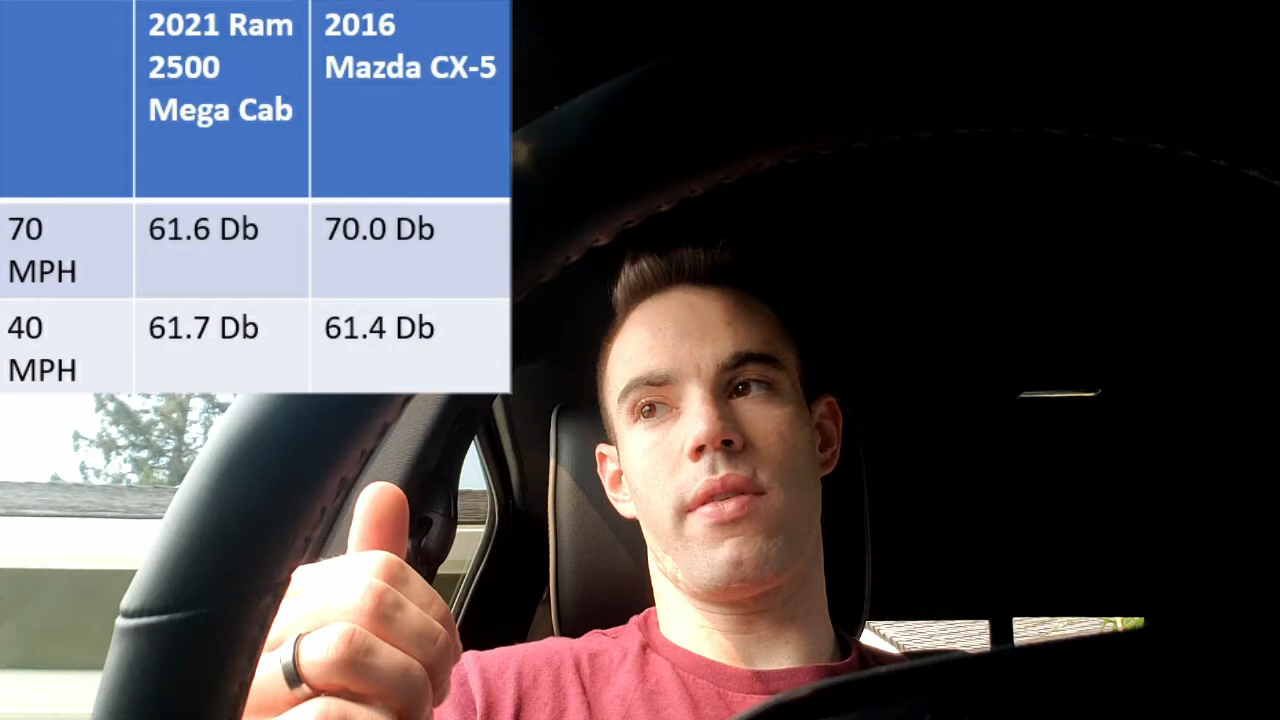 2021 Ram 2016
2500 Mazda CX-5
Mega Cab
70 61.6 Db 70.0 Db
MPH
40 61.7 Db 61.4 Db
MPH